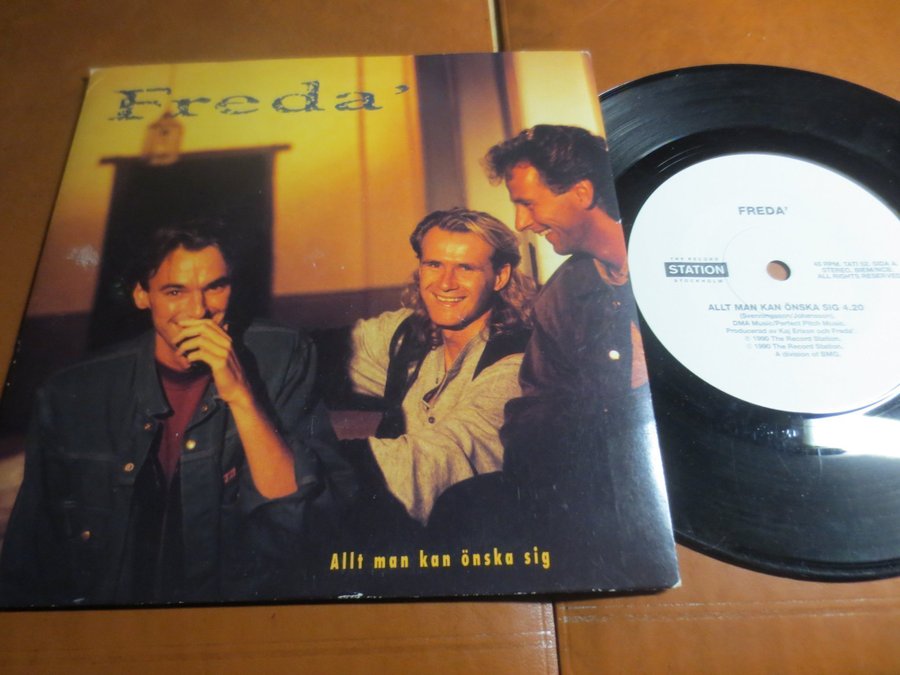 Freda'
Allt man kan önska sig
FREDA'
THE RECORD
STATION
STOCKHOLM
45 RPM, TATI 52, SIDA A.
STEREO, BIEM/NCB,
ALL RIGHTS RESERVED
ALLT MAN KAN ÖNSKA SIG 4.20
(Svenningsson/Johansson).
DMA Music/Perfect Pitch Music.
Producerad av Kaj Erixon och Freda'.
℗ 1990 The Record Station.
© 1990 The Record Station.
A division of BMG.